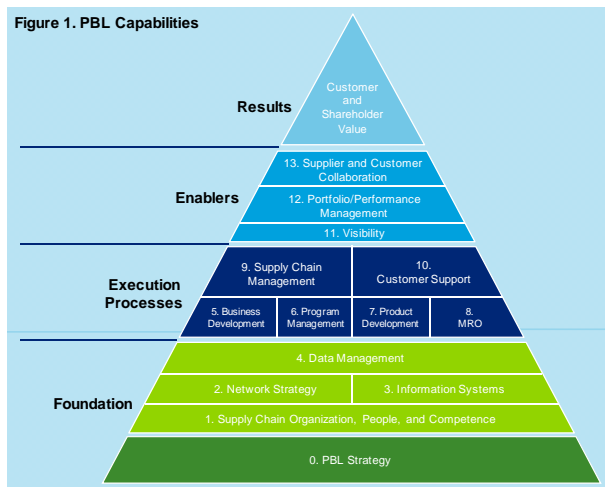 Figure 1. PBL Capabilities
Customer
and
Shareholder
Value
Results
13. Supplier and Customer
Collaboration
Enablers
12. Portfolio/Performance
Management
11. Visibility
9. Supply Chain
Management
10.
Customer Support
Execution
Processes
5. Business
Development
6. Program
Management
7. Product
Development
8.
MRO
4. Data Management
2. Network Strategy
3. Information Systems
Foundation
1. Supply Chain Organization, People, and Competence
0. PBL Strategy